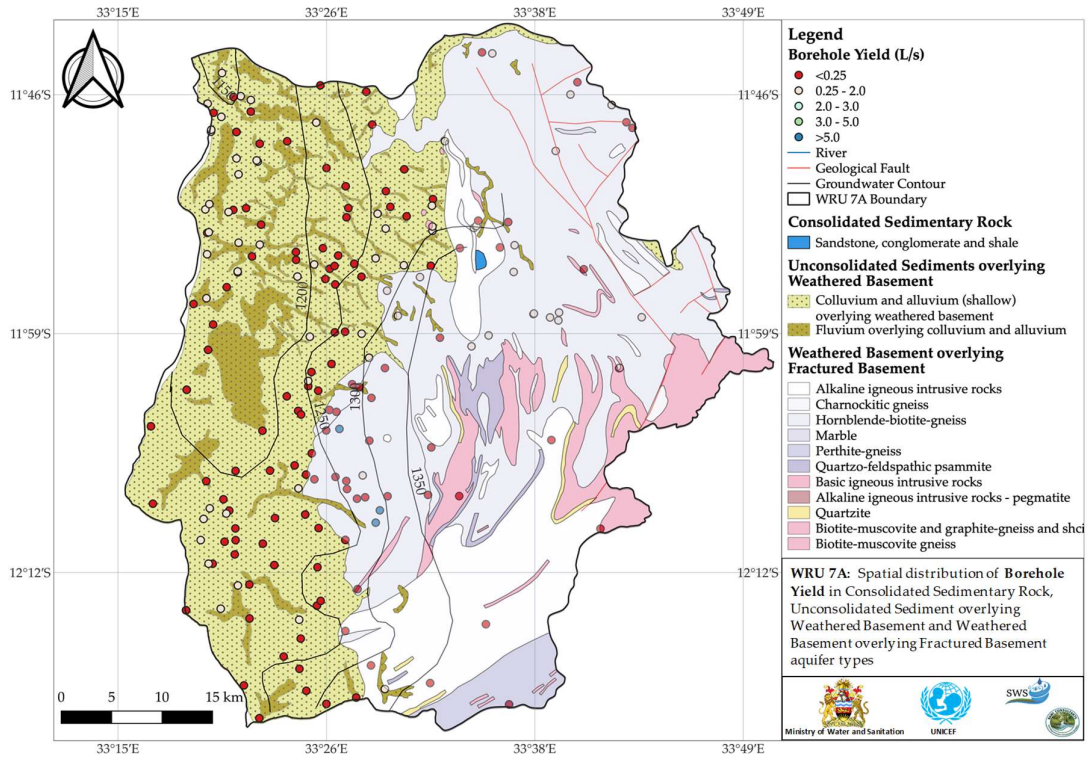 33°15'E 33°26'E 33°38'E 33°49'E
11°46'S 11°46'S
11°59'S 11°59'S
12°12'S 12°12'S
1200
1250
1300
1350
0 5 10 15 km
33°15'E 33°26'E 33°38'E 33°49'E
Legend
Borehole Yield (L/s)
<0.25
0.25 - 2.0
2.0 - 3.0
3.0 - 5.0
>5.0
River
Geological Fault
Groundwater Contour
WRU 7A Boundary
Consolidated Sedimentary Rock
Sandstone, conglomerate and shale
Unconsolidated Sediments overlying
Weathered Basement
Colluvium and alluvium (shallow)
overlying weathered basement
Fluvium overlying colluvium and alluvium
Weathered Basement overlying
Fractured Basement
Alkaline igneous intrusive rocks
Charnockitic gneiss
Hornblende-biotite-gneiss
Marble
Perthite-gneiss
Quartzo-feldspathic psammite
Basic igneous intrusive rocks
Alkaline igneous intrusive rocks - pegmatite
Quartzite
Biotite-muscovite and graphite-gneiss and shci
Biotite-muscovite gneiss
WRU 7A: Spatial distribution of Borehole
Yield in Consolidated Sedimentary Rock,
Unconsolidated Sediment overlying
Weathered Basement and Weathered
Basement overlying Fractured Basement
aquifer types
Ministry of Water and Sanitation
UNICEF
SWS